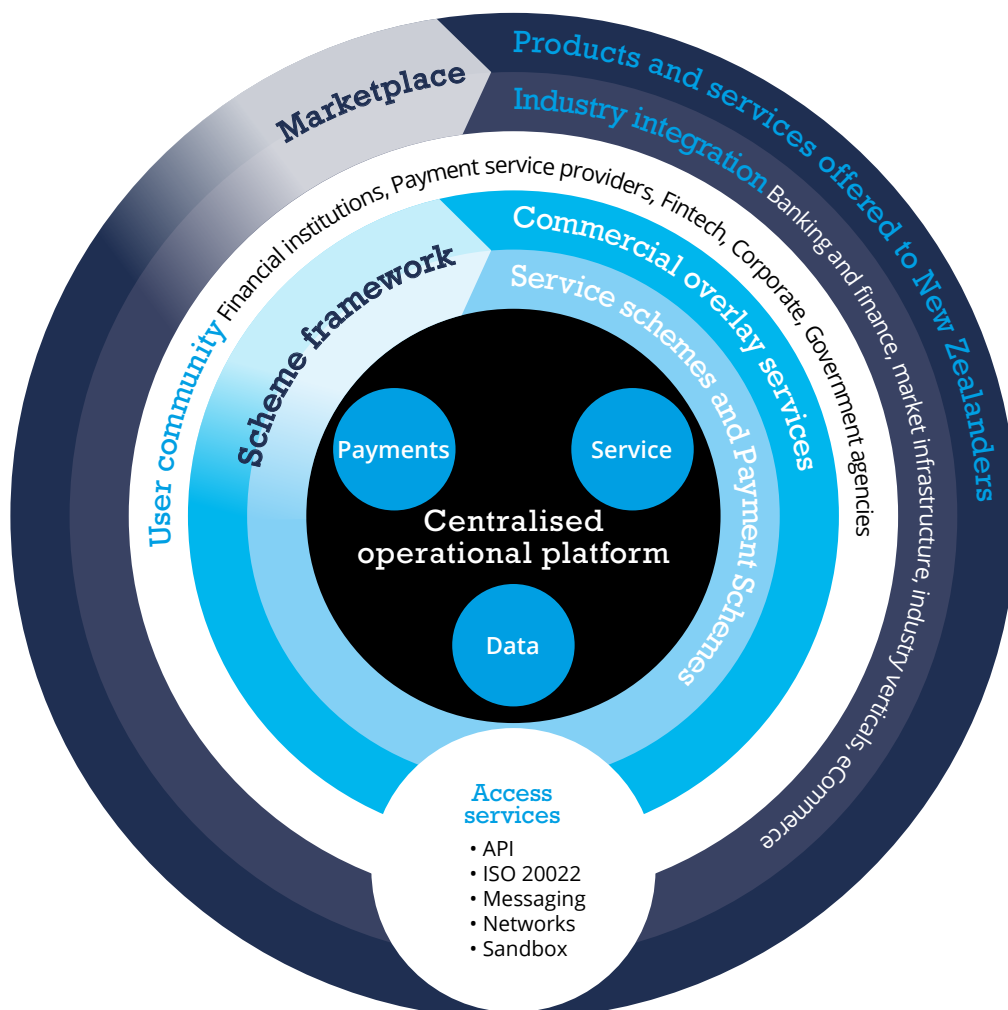 Marketplace
Products and services offered to New Zealanders
Industry integration Banking and finance, market infrastructure, industry verticals, eCommerce
User community Financial institutions, Payment service providers, Fintech, Corporate, Government agencies
Scheme framework
Commercial overlay services
Service schemes and Payment Schemes
Payments
Service
Centralised
operational platform
Data
Access
services
• API
• ISO 20022
• Messaging
• Networks
• Sandbox